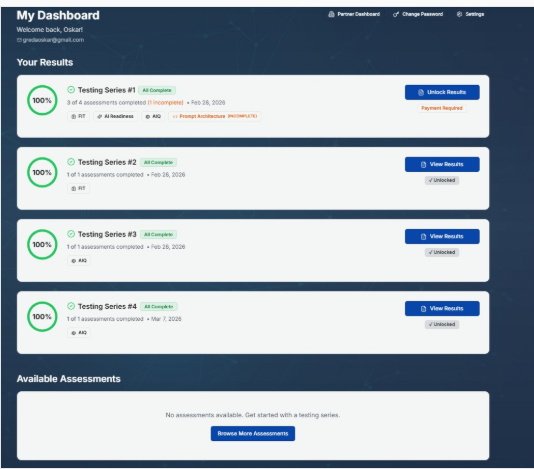 My Dashboard
Partner Dashboard
Change Password
Settings
Welcome back, Oskar!
gredaoskar@gmail.com
Your Results
100%
Testing Series #1
All Complete
3 of 4 assessments completed (1 incomplete) • Feb 26, 2026
FIT
AI Readiness
AIQ
Prompt Architecture (INCOMPLETE)
Unlock Results
Payment Required
100%
Testing Series #2
All Complete
1 of 1 assessments completed • Feb 26, 2026
FIT
View Results
✓ Unlocked
100%
Testing Series #3
All Complete
1 of 1 assessments completed • Feb 26, 2026
AIQ
View Results
✓ Unlocked
100%
Testing Series #4
All Complete
1 of 1 assessments completed • Mar 7, 2026
AIQ
View Results
✓ Unlocked
Available Assessments
No assessments available. Get started with a testing series.
Browse More Assessments